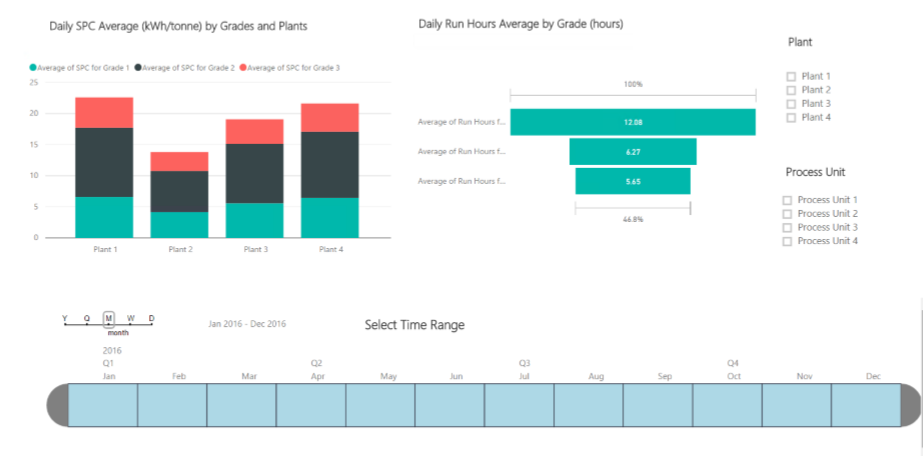 Daily SPC Average (kWh/tonne) by Grades and Plants
Average of SPC for Grade 1 Average of SPC for Grade 2 Average of SPC for Grade 3
25
20
15
10
5
0
Plant 1 Plant 2 Plant 3 Plant 4
Daily Run Hours Average by Grade (hours)
100%
Average of Run Hours f... 12.08
Average of Run Hours f... 6.27
Average of Run Hours f... 5.65
46.8%
Plant
Plant 1
Plant 2
Plant 3
Plant 4
Process Unit
Process Unit 1
Process Unit 2
Process Unit 3
Process Unit 4
Y Q M W D
month
Jan 2016 - Dec 2016
Select Time Range
2016
Q1 Q2 Q3 Q4
Jan Feb Mar Apr May Jun Jul Aug Sep Oct Nov Dec